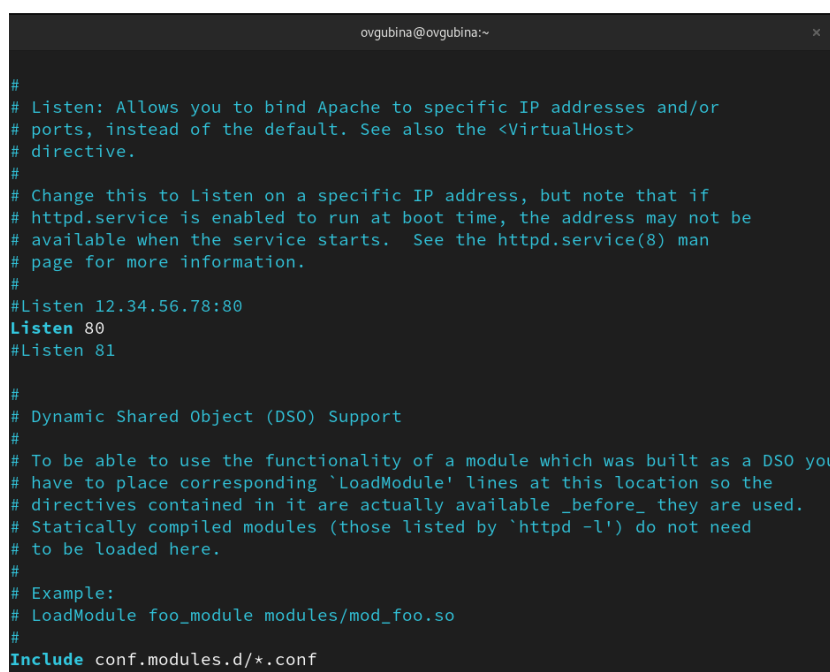 ovgubina@ovgubina:~ ×
#
# Listen: Allows you to bind Apache to specific IP addresses and/or
# ports, instead of the default. See also the <VirtualHost>
# directive.
#
# Change this to Listen on a specific IP address, but note that if
# httpd.service is enabled to run at boot time, the address may not be
# available when the service starts.  See the httpd.service(8) man
# page for more information.
#
#Listen 12.34.56.78:80
Listen 80
#Listen 81
#
# Dynamic Shared Object (DSO) Support
#
# To be able to use the functionality of a module which was built as a DSO you
# have to place corresponding `LoadModule' lines at this location so the
# directives contained in it are actually available _before_ they are used.
# Statically compiled modules (those listed by `httpd -l') do not need
# to be loaded here.
#
# Example:
# LoadModule foo_module modules/mod_foo.so
#
Include conf.modules.d/*.conf